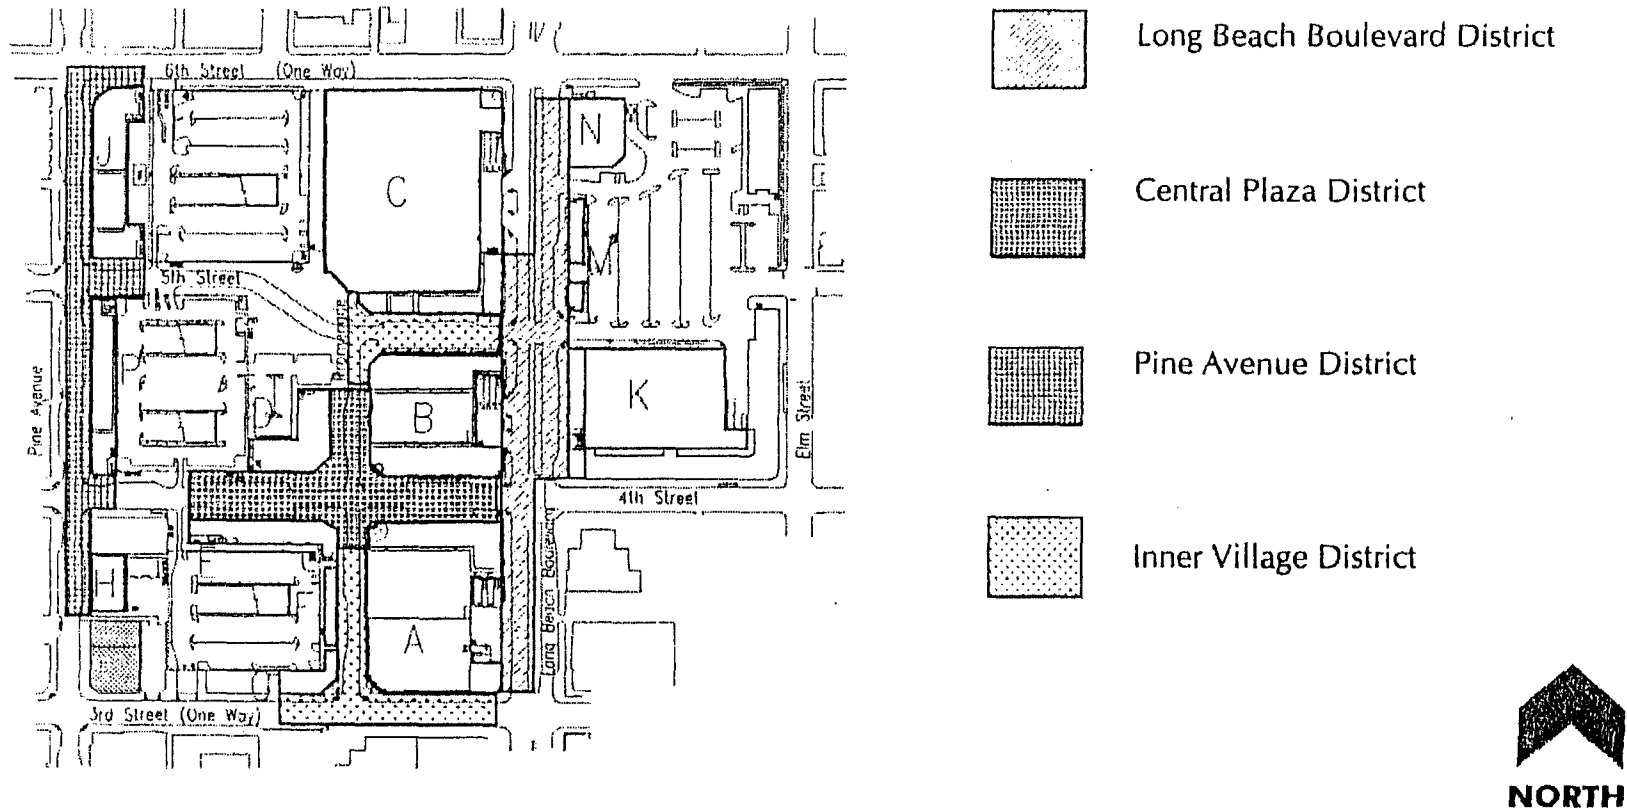 6th Street (One Way)
N
C
5th Street
M
Promenade
Pine Avenue
B
K
Elm Street
4th Street
H
A
Long Beach Boulevard
3rd Street (One Way)
Long Beach Boulevard District
Central Plaza District
Pine Avenue District
Inner Village District
NORTH